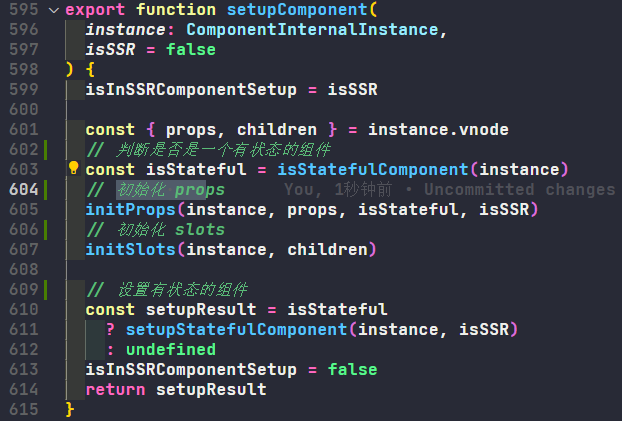 595 export function setupComponent(
596 instance: ComponentInternalInstance,
597 isSSR = false
598 ) {
599 isInSSRComponentSetup = isSSR
600
601 const { props, children } = instance.vnode
602 // 判断是否是一个有状态的组件
603 const isStateful = isStatefulComponent(instance)
604 // 初始化 props You, 1秒钟前 • Uncommitted changes
605 initProps(instance, props, isStateful, isSSR)
606 // 初始化 slots
607 initSlots(instance, children)
608
609 // 设置有状态的组件
610 const setupResult = isStateful
611 ? setupStatefulComponent(instance, isSSR)
612 : undefined
613 isInSSRComponentSetup = false
614 return setupResult
615 }